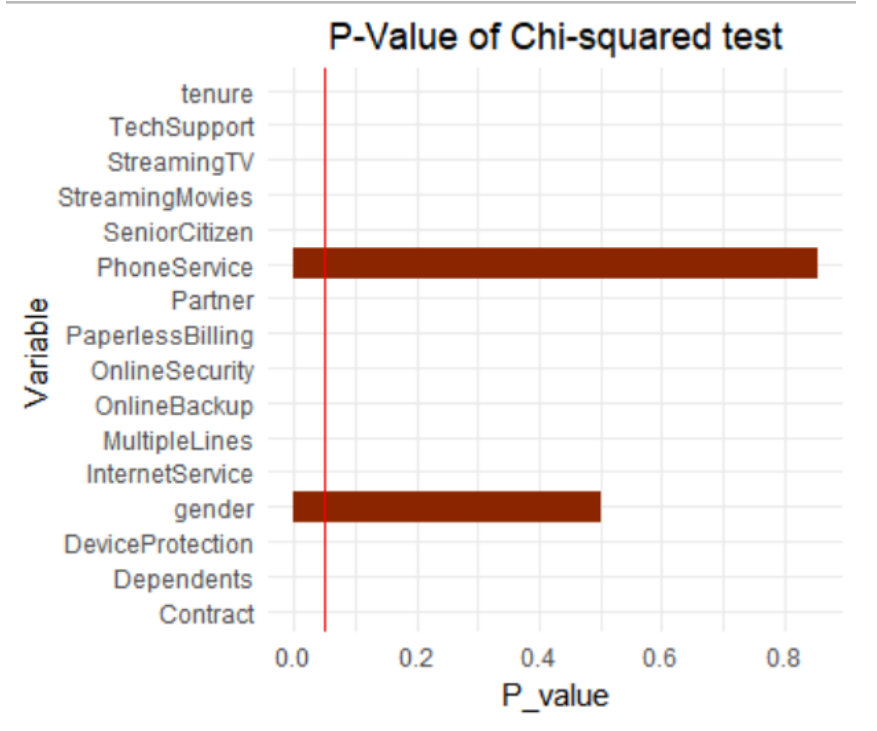 P-Value of Chi-squared test
Variable
tenure
TechSupport
StreamingTV
StreamingMovies
SeniorCitizen
PhoneService
Partner
PaperlessBilling
OnlineSecurity
OnlineBackup
MultipleLines
InternetService
gender
DeviceProtection
Dependents
Contract
0.0 0.2 0.4 0.6 0.8
P_value